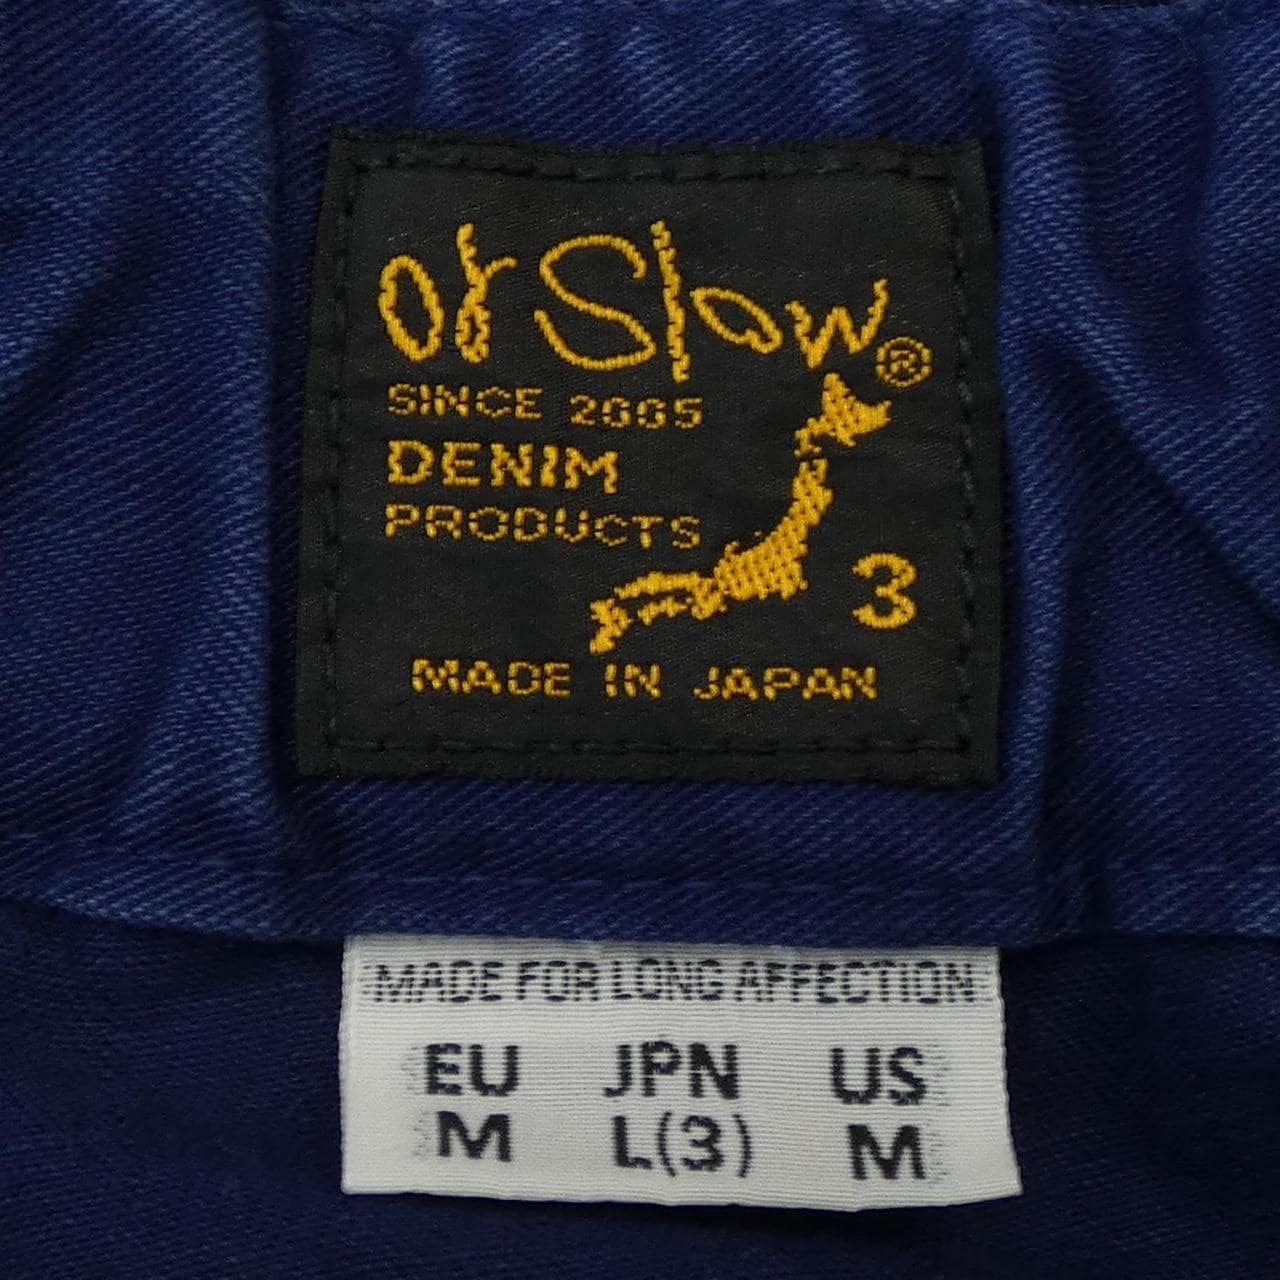 orSlow®
SINCE 2005
DENIM
PRODUCTS
3
MADE IN JAPAN
MADE FOR LONG AFFECTION
EU JPN US
M L(3) M